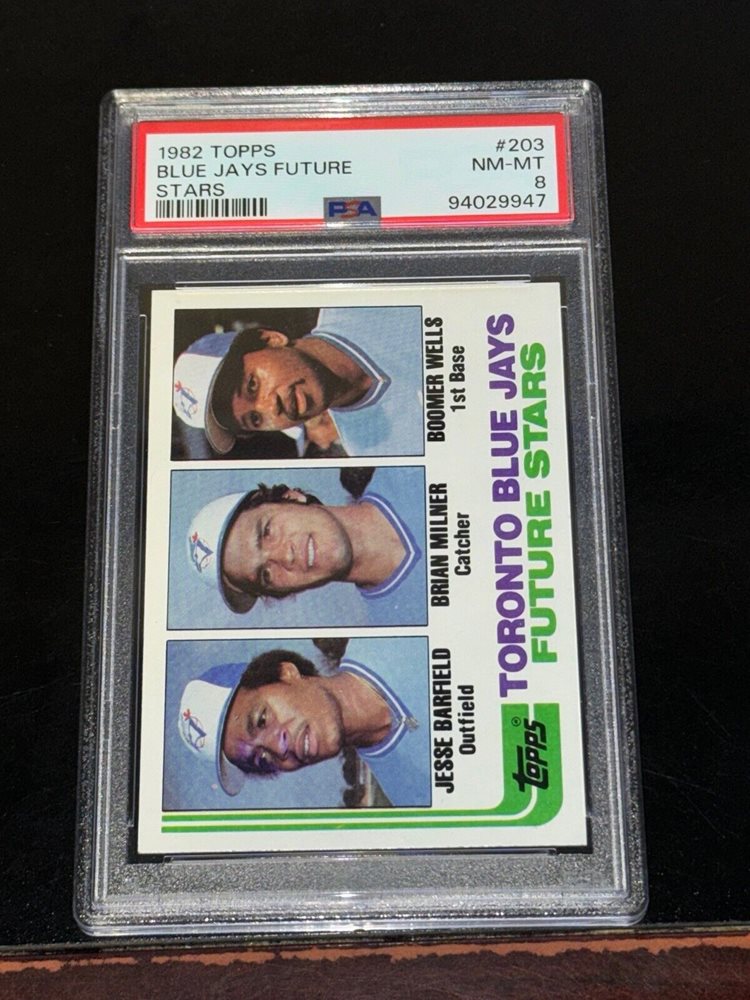 1982 TOPPS #203
BLUE JAYS FUTURE NM-MT
STARS 8
PSA 94029947
JESSE BARFIELD
Outfield
BRIAN MILNER
Catcher
BOOMER WELLS
1st Base
TOPPS®
TORONTO BLUE JAYS
FUTURE STARS